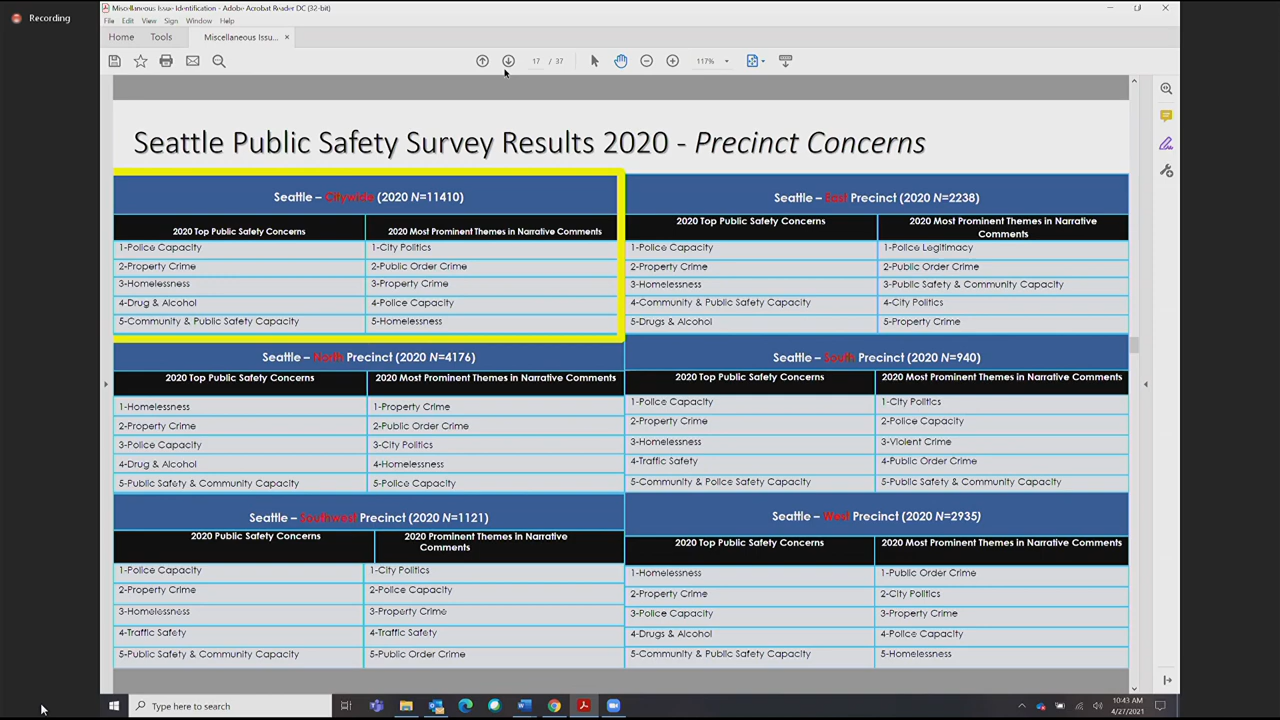 Recording
Miscellaneous Issue Identification - Adobe Acrobat Reader DC (32-bit)
File Edit View Sign Window Help
Home Tools Miscellaneous Issu... ×
17 / 37 117%
Seattle Public Safety Survey Results 2020 - Precinct Concerns
Seattle – Citywide (2020 N=11410)
2020 Top Public Safety Concerns 2020 Most Prominent Themes in Narrative Comments
1-Police Capacity 1-City Politics
2-Property Crime 2-Public Order Crime
3-Homelessness 3-Property Crime
4-Drug & Alcohol 4-Police Capacity
5-Community & Public Safety Capacity 5-Homelessness
Seattle – East Precinct (2020 N=2238)
2020 Top Public Safety Concerns 2020 Most Prominent Themes in Narrative
Comments
1-Police Capacity 1-Police Legitimacy
2-Property Crime 2-Public Order Crime
3-Homelessness 3-Public Safety & Community Capacity
4-Community & Public Safety Capacity 4-City Politics
5-Drugs & Alcohol 5-Property Crime
Seattle – North Precinct (2020 N=4176)
2020 Top Public Safety Concerns 2020 Most Prominent Themes in Narrative Comments
1-Homelessness 1-Property Crime
2-Property Crime 2-Public Order Crime
3-Police Capacity 3-City Politics
4-Drug & Alcohol 4-Homelessness
5-Public Safety & Community Capacity 5-Police Capacity
Seattle – South Precinct (2020 N=940)
2020 Top Public Safety Concerns 2020 Most Prominent Themes in Narrative Comments
1-Police Capacity 1-City Politics
2-Property Crime 2-Police Capacity
3-Homelessness 3-Violent Crime
4-Traffic Safety 4-Public Order Crime
5-Community & Police Safety Capacity 5-Public Safety & Community Capacity
Seattle – Southwest Precinct (2020 N=1121)
2020 Public Safety Concerns 2020 Prominent Themes in Narrative
Comments
1-Police Capacity 1-City Politics
2-Property Crime 2-Police Capacity
3-Homelessness 3-Property Crime
4-Traffic Safety 4-Traffic Safety
5-Public Safety & Community Capacity 5-Public Order Crime
Seattle – West Precinct (2020 N=2935)
2020 Top Public Safety Concerns 2020 Most Prominent Themes in Narrative Comments
1-Homelessness 1-Public Order Crime
2-Property Crime 2-City Politics
3-Police Capacity 3-Property Crime
4-Drugs & Alcohol 4-Police Capacity
5-Community & Public Safety Capacity 5-Homelessness
Type here to search
10:43 AM
4/27/2021